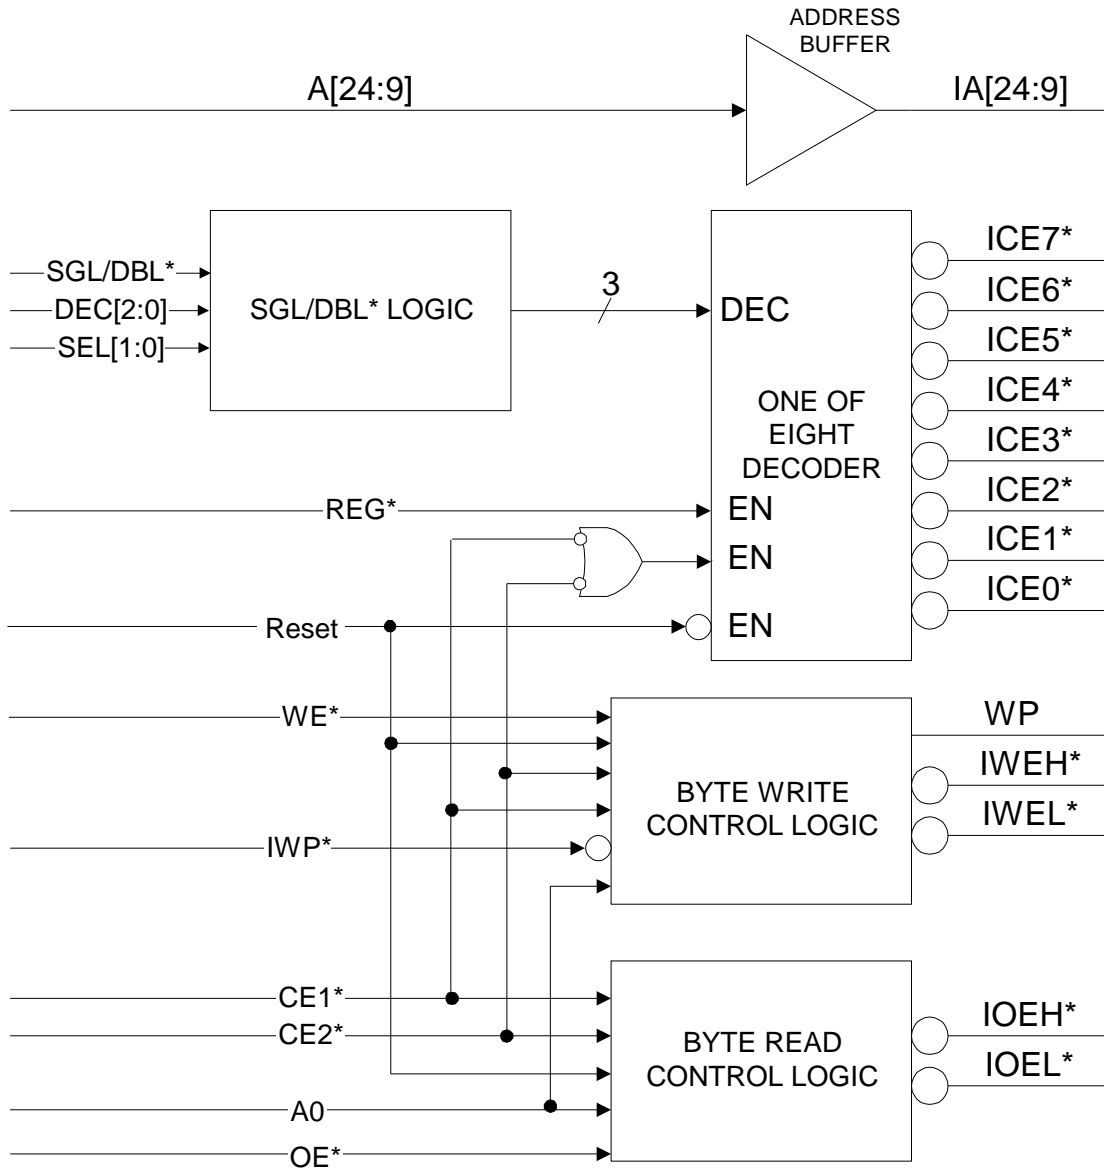 ADDRESS
BUFFER
A[24:9]
IA[24:9]
SGL/DBL*
DEC[2:0]
SEL[1:0]
SGL/DBL* LOGIC
3
DEC
ONE OF
EIGHT
DECODER
ICE7*
ICE6*
ICE5*
ICE4*
ICE3*
ICE2*
ICE1*
ICE0*
REG*
EN
EN
Reset
EN
WE*
IWP*
BYTE WRITE
CONTROL LOGIC
WP
IWEH*
IWEL*
CE1*
CE2*
A0
OE*
BYTE READ
CONTROL LOGIC
IOEH*
IOEL*